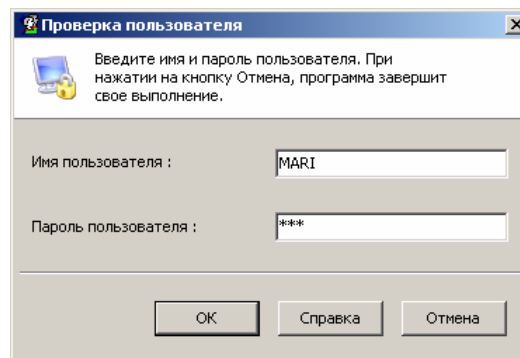 Проверка пользователя
Введите имя и пароль пользователя. При
нажатии на кнопку Отмена, программа завершит
свое выполнение.
Имя пользователя :
MARI
Пароль пользователя :
***
ОК
Справка
Отмена